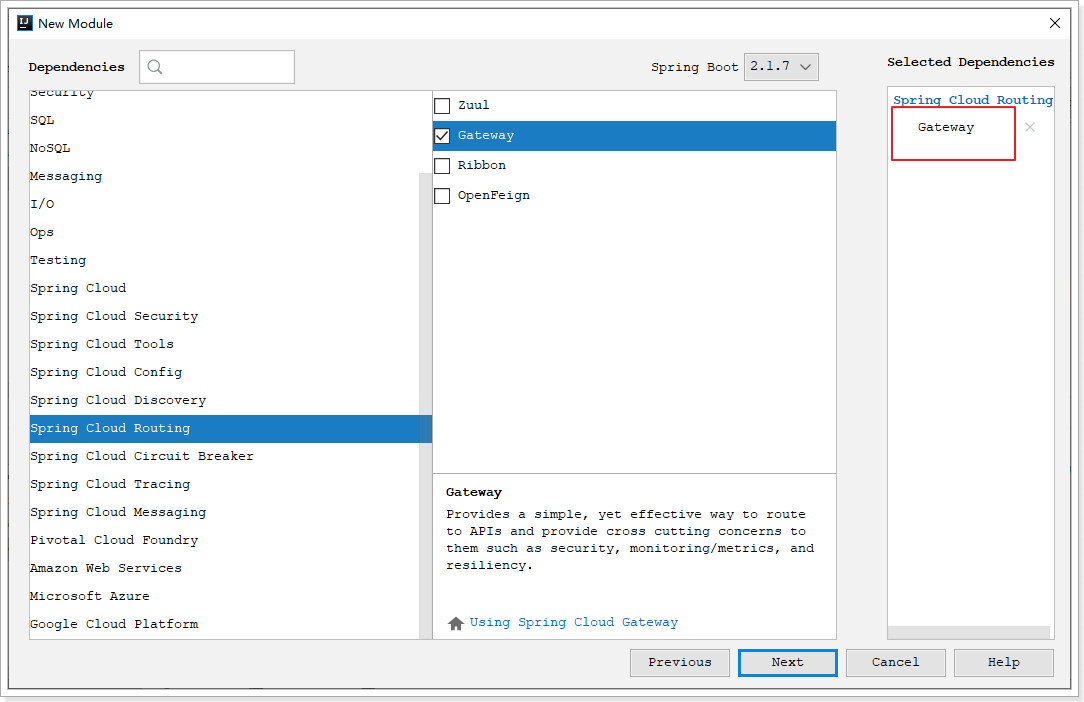 New Module
Dependencies
Spring Boot 2.1.7
Selected Dependencies
Security
SQL
NoSQL
Messaging
I/O
Ops
Testing
Spring Cloud
Spring Cloud Security
Spring Cloud Tools
Spring Cloud Config
Spring Cloud Discovery
Spring Cloud Routing
Spring Cloud Circuit Breaker
Spring Cloud Tracing
Spring Cloud Messaging
Pivotal Cloud Foundry
Amazon Web Services
Microsoft Azure
Google Cloud Platform
Zuul
Gateway
Ribbon
OpenFeign
Gateway
Provides a simple, yet effective way to route
to APIs and provide cross cutting concerns to
them such as security, monitoring/metrics, and
resiliency.
Using Spring Cloud Gateway
Spring Cloud Routing
Gateway
Previous
Next
Cancel
Help